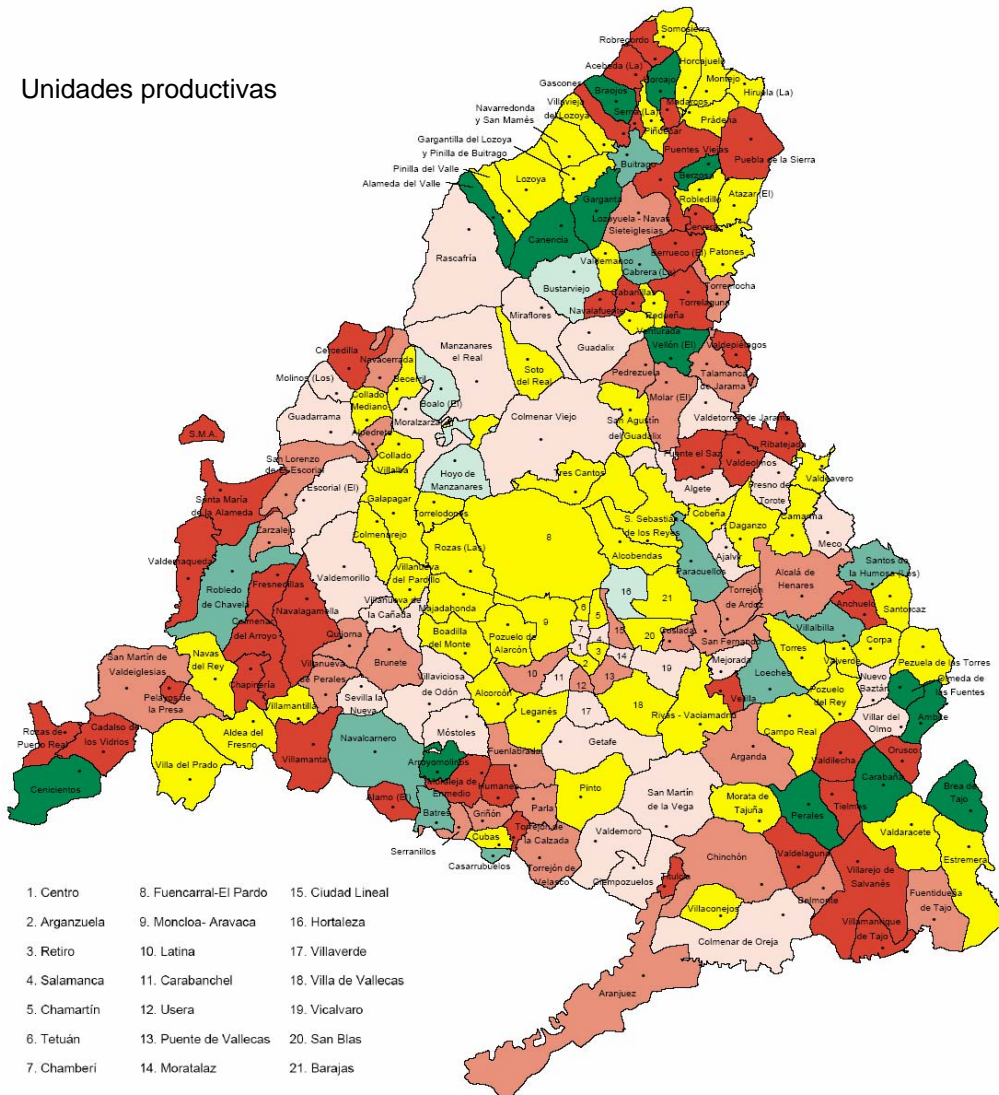 Unidades productivas
Somosierra
Robregordo
Acebeda (La)
Horcajuelo
Montejo
Hiruela (La)
Gascones
Braojos
Horcajo
Madarcos
Prádena
Navarredonda
y San Mamés
Villavieja
del Lozoya
Serna (La)
Piñuécar
Gargantilla del Lozoya
y Pinilla de Buitrago
Buitrago
Puentes Viejas
Puebla de la Sierra
Pinilla del Valle
Alameda del Valle
Lozoya
Berzosa
Robledillo
Atazar (El)
Garganta
Lozoyuela - Navas
Sieteiglesias
Canencia
Cervera
Rascafría
Valdemanco
Berrueco (El)
Patones
Cabrera (La)
Bustarviejo
Torremocha
Cabanillas
Navalafuente
Torrelaguna
Redueña
Miraflores
Venturada
Guadalix
Vellón (El)
Valdepiélagos
Cercedilla
Navacerrada
Manzanares
el Real
Soto
del Real
Pedrezuela
Talamanca
de Jarama
Molinos (Los)
Becerril
Boalo (El)
Molar (El)
Collado
Mediano
Guadarrama
Moralzarzal
Colmenar Viejo
San Agustín
del Guadalix
Valdetorres de Jarama
S.M.A.
Alpedrete
Collado
Villalba
Ribatejada
San Lorenzo
de El Escorial
Hoyo de
Manzanares
Tres Cantos
Fuente el Saz
Valdeolmos
Valdeavero
Escorial (El)
Galapagar
Algete
Fresno de
Torote
Santa María
de la Alameda
Torrelodones
S. Sebastián
de los Reyes
Cobeña
Daganzo
Camarma
Meco
Zarzalejo
Colmenarejo
Rozas (Las)
8
Alcobendas
Ajalvir
Valdemaqueda
Robledo
de Chavela
Fresnedillas
Valdemorillo
Villanueva
del Pardillo
Paracuellos
Alcalá de
Henares
Santos de
la Humosa (Los)
Navalagamella
Villanueva de
la Cañada
Majadahonda
16
21
Torrejón
de Ardoz
Anchuelo
Santorcaz
Colmenar
del Arroyo
Quijorna
Boadilla
del Monte
Pozuelo de
Alarcón
9
6
5
7
15
4
1
14
3
2
20
Coslada
San Fernando
Villalbilla
Corpa
San Martín de
Valdeiglesias
Navas
del Rey
Villanueva
de Perales
Brunete
Torres
Valverde
Pezuela de las Torres
Chapinería
Villaviciosa
de Odón
10
11
12
13
19
Mejorada
Loeches
Nuevo
Baztán
Olmeda de
las Fuentes
Pelayos de
la Presa
Sevilla la
Nueva
Alcorcón
Leganés
17
18
Velilla
Pozuelo
del Rey
Villamantilla
Rivas - Vaciamadrid
Ambite
Rozas de
Puerto Real
Cadalso de
los Vidrios
Aldea del
Fresno
Móstoles
Getafe
Campo Real
Villar del
Olmo
Villa del Prado
Villamanta
Navalcarnero
Fuenlabrada
Arganda
Valdilecha
Orusco
Cenicientos
Arroyomolinos
Moraleja de
Enmedio
Humanes
Carabaña
Brea de
Tajo
Álamo (El)
Batres
Griñón
Parla
Pinto
San Martín
de la Vega
Morata de
Tajuña
Perales
Tielmes
Serranillos
Cubas
Torrejón de
la Calzada
Valdemoro
Valdaracete
Casarrubuelos
Torrejón de
Velasco
Ciempozuelos
Chinchón
Valdelaguna
Villarejo de
Salvanés
Estremera
Titulcia
Belmonte
Fuentidueña
de Tajo
Villaconejos
Villamanrique
de Tajo
Colmenar de Oreja
Aranjuez
1. Centro
2. Arganzuela
3. Retiro
4. Salamanca
5. Chamartín
6. Tetuán
7. Chamberí
8. Fuencarral-El Pardo
9. Moncloa- Aravaca
10. Latina
11. Carabanchel
12. Usera
13. Puente de Vallecas
14. Moratalaz
15. Ciudad Lineal
16. Hortaleza
17. Villaverde
18. Villa de Vallecas
19. Vicalvaro
20. San Blas
21. Barajas